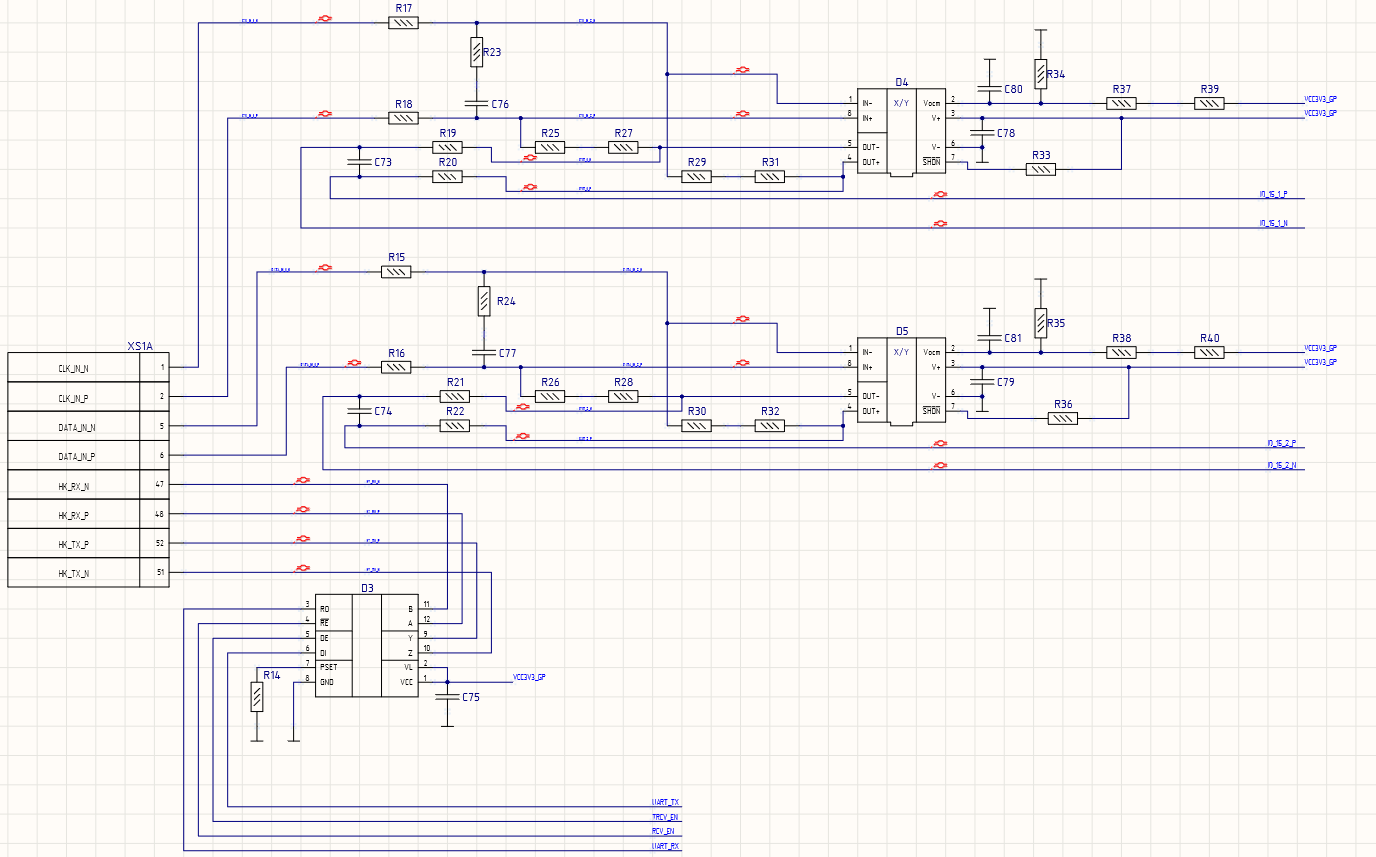 R17
R23
C76
R18
R19
R20
C73
R25
R27
R29
R31
D4
1 IN- X/Y Vocm 2
8 IN+ V+ 3
5 OUT- V- 6
4 OUT+ SHDN 7
C80
R34
R37
R39
VCC3V3_GP
VCC3V3_GP
C78
R33
IO_15_1_P
IO_15_1_N
R15
R24
C77
R16
R21
R22
C74
R26
R28
R30
R32
D5
1 IN- X/Y Vocm 2
8 IN+ V+ 3
5 OUT- V- 6
4 OUT+ SHDN 7
C81
R35
R38
R40
VCC3V3_GP
VCC3V3_GP
C79
R36
IO_15_2_P
IO_15_2_N
XS1A
CLK_IN_N 1
CLK_IN_P 2
DATA_IN_N 5
DATA_IN_P 6
HK_RX_N 47
HK_RX_P 48
HK_TX_P 52
HK_TX_N 51
D3
3 RO B 11
4 RE A 12
5 DE Y 9
6 DI Z 10
7 PSET VL 2
8 GND VCC 1
R14
VCC3V3_GP
C75
UART_TX
TRCV_EN
RCV_EN
UART_RX